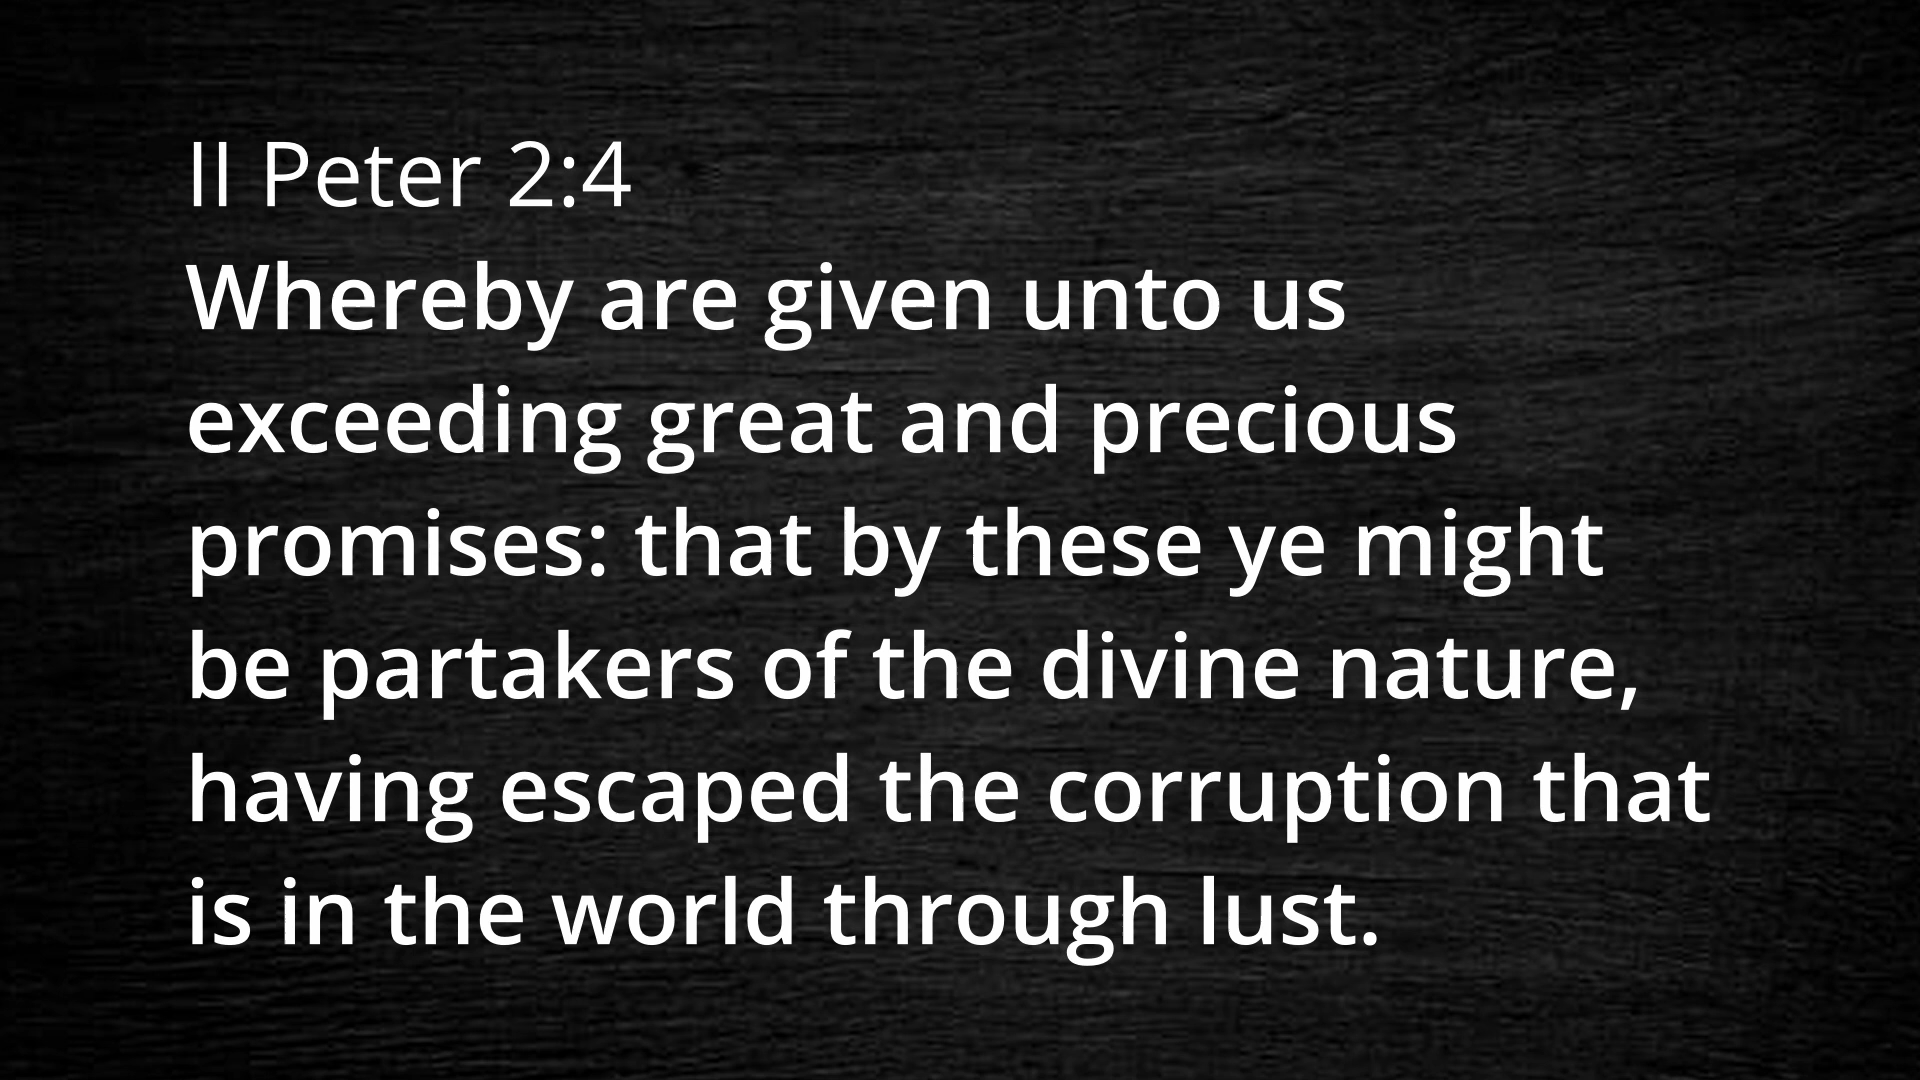 II Peter 2:4
Whereby are given unto us
exceeding great and precious
promises: that by these ye might
be partakers of the divine nature,
having escaped the corruption that
is in the world through lust.